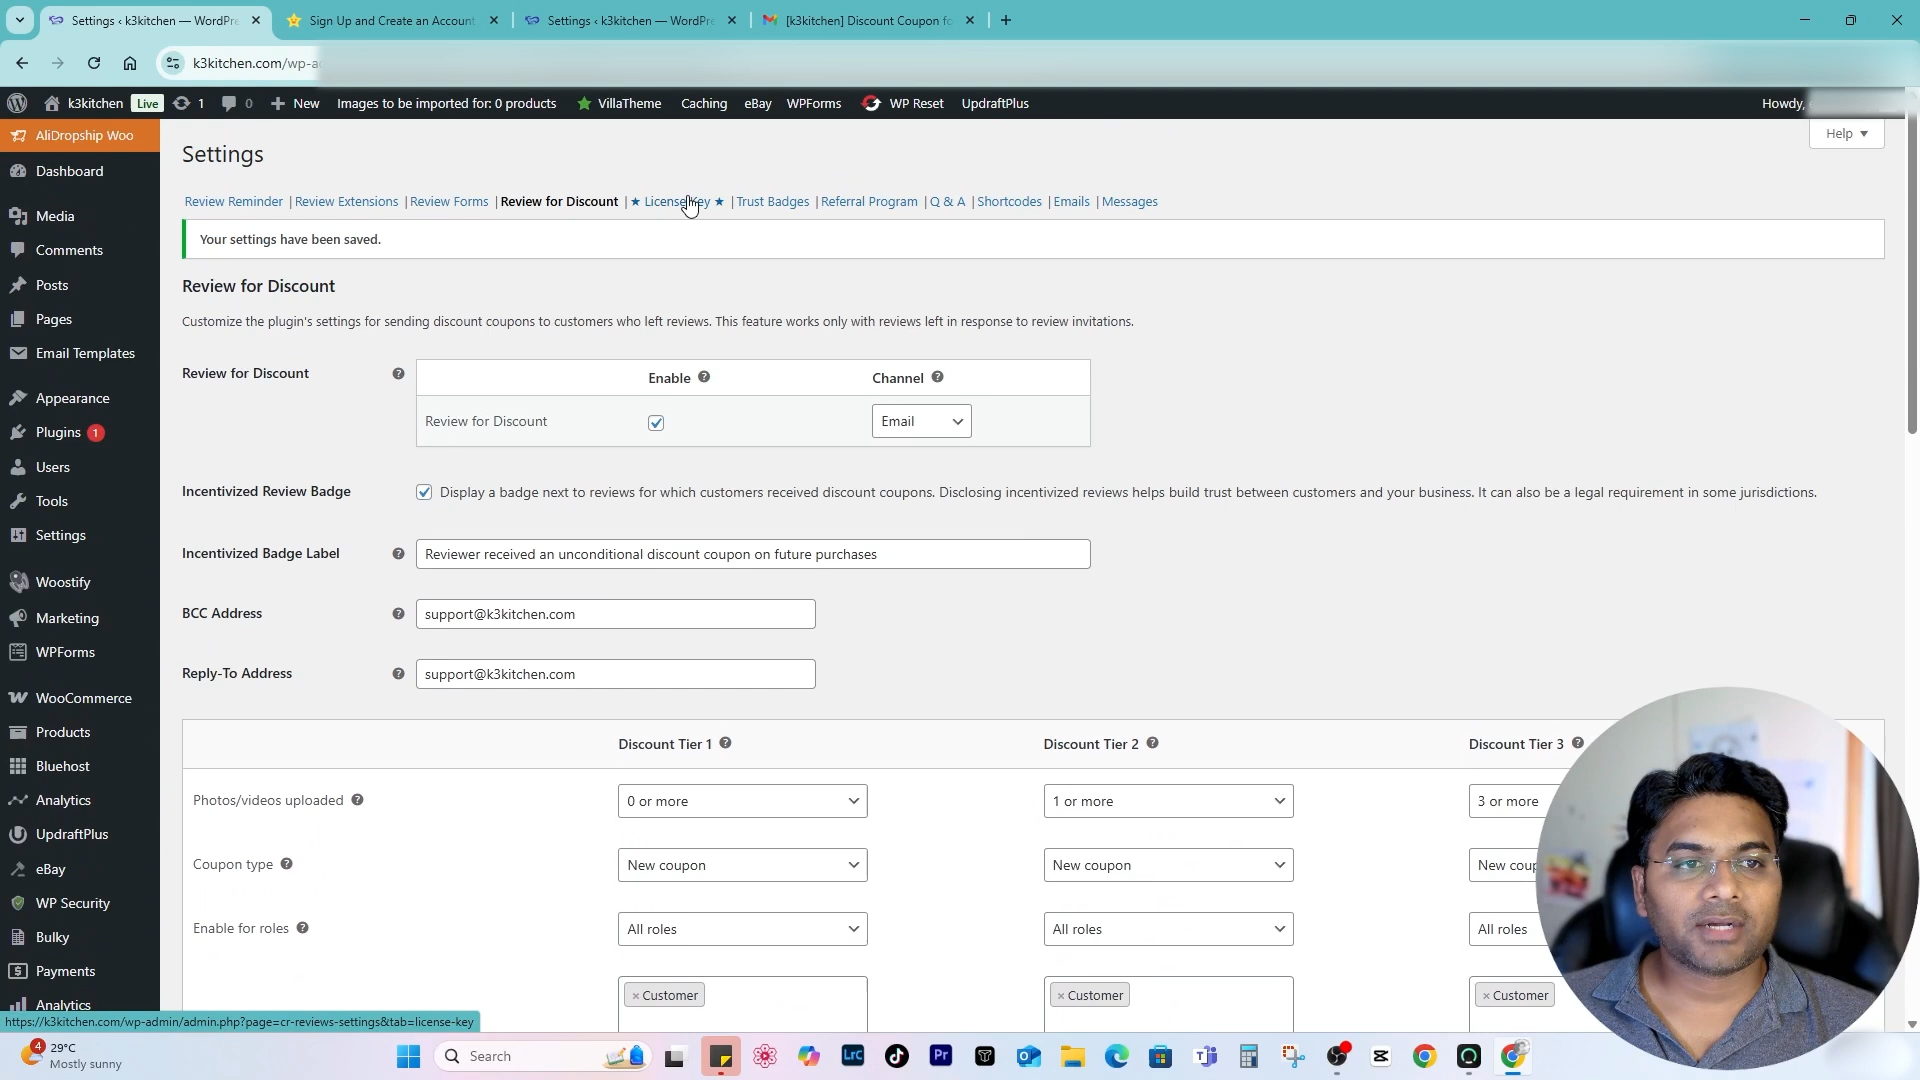 Settings ‹ k3kitchen — WordPre
Sign Up and Create an Account
Settings ‹ k3kitchen — WordPre
[k3kitchen] Discount Coupon fo
k3kitchen.com/wp-a
k3kitchen Live 1 0 New Images to be imported for: 0 products VillaTheme Caching eBay WPForms WP Reset UpdraftPlus Howdy,
Help
AliDropship Woo
Dashboard
Media
Comments
Posts
Pages
Email Templates
Appearance
Plugins 1
Users
Tools
Settings
Woostify
Marketing
WPForms
WooCommerce
Products
Bluehost
Analytics
UpdraftPlus
eBay
WP Security
Bulky
Payments
Analytics
Settings
Review Reminder | Review Extensions | Review Forms | Review for Discount | ★ License Key ★ | Trust Badges | Referral Program | Q & A | Shortcodes | Emails | Messages
Your settings have been saved.
Review for Discount
Customize the plugin's settings for sending discount coupons to customers who left reviews. This feature works only with reviews left in response to review invitations.
Review for Discount
Enable Channel
Review for Discount Email
Incentivized Review Badge
Display a badge next to reviews for which customers received discount coupons. Disclosing incentivized reviews helps build trust between customers and your business. It can also be a legal requirement in some jurisdictions.
Incentivized Badge Label
Reviewer received an unconditional discount coupon on future purchases
BCC Address
support@k3kitchen.com
Reply-To Address
support@k3kitchen.com
Discount Tier 1 Discount Tier 2 Discount Tier 3
Photos/videos uploaded 0 or more 1 or more 3 or more
Coupon type New coupon New coupon New coup
Enable for roles All roles All roles All roles
× Customer × Customer × Customer
https://k3kitchen.com/wp-admin/admin.php?page=cr-reviews-settings&tab=license-key
4 29°C
Mostly sunny
Search
Lrc
Pr